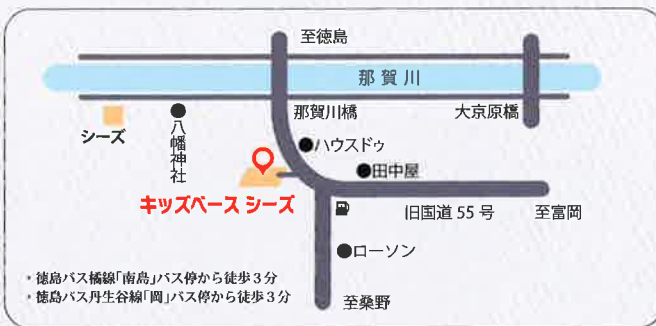 至徳島
那賀川
那賀川橋
大京原橋
シーズ
八幡神社
ハウスドゥ
田中屋
キッズベース シーズ
旧国道 55 号
至富岡
ローソン
至桑野
・徳島バス橘線「南島」バス停から徒歩3分
・徳島バス丹生谷線「岡」バス停から徒歩3分